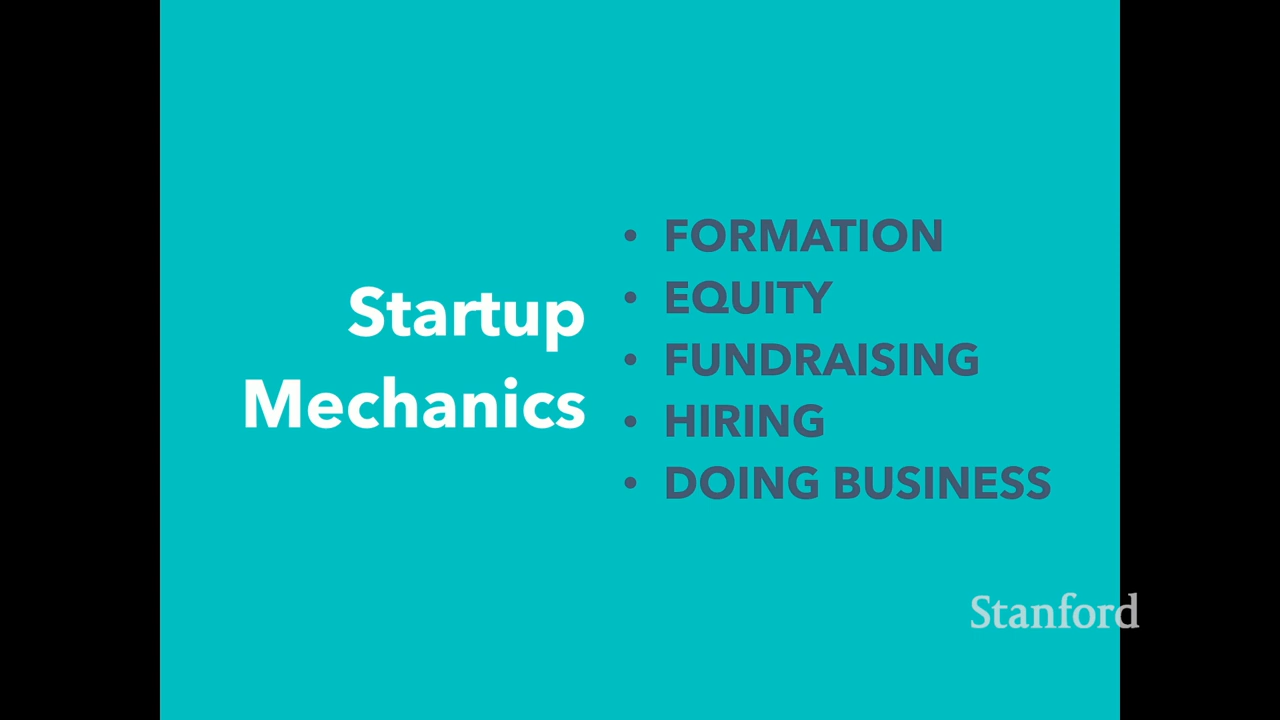 Startup
Mechanics
• FORMATION
• EQUITY
• FUNDRAISING
• HIRING
• DOING BUSINESS
Stanford